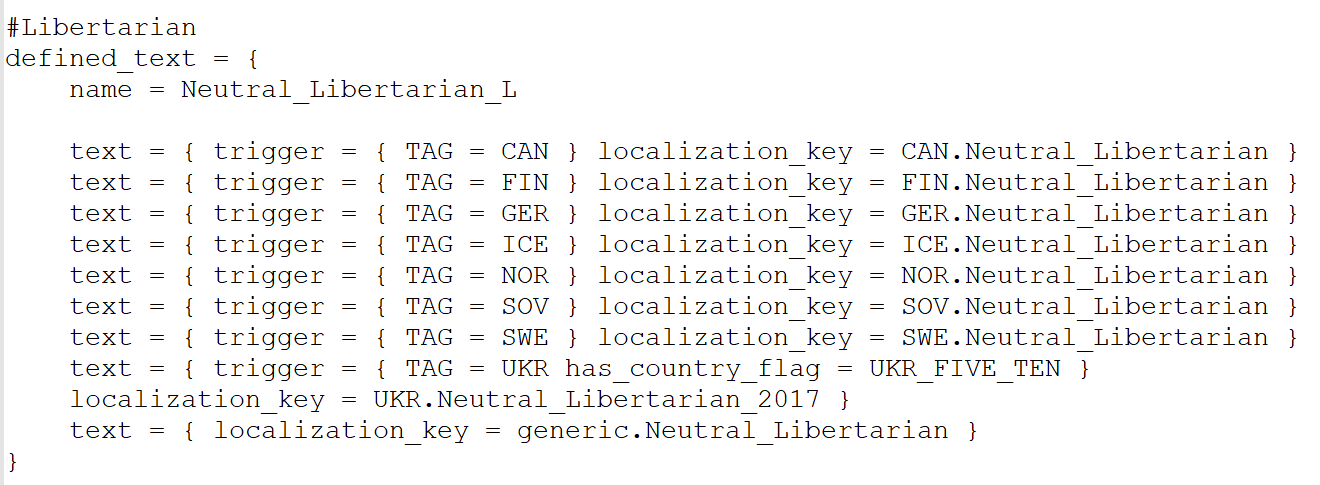 #Libertarian
defined_text = {
    name = Neutral_Libertarian_L

    text = { trigger = { TAG = CAN } localization_key = CAN.Neutral_Libertarian }
    text = { trigger = { TAG = FIN } localization_key = FIN.Neutral_Libertarian }
    text = { trigger = { TAG = GER } localization_key = GER.Neutral_Libertarian }
    text = { trigger = { TAG = ICE } localization_key = ICE.Neutral_Libertarian }
    text = { trigger = { TAG = NOR } localization_key = NOR.Neutral_Libertarian }
    text = { trigger = { TAG = SOV } localization_key = SOV.Neutral_Libertarian }
    text = { trigger = { TAG = SWE } localization_key = SWE.Neutral_Libertarian }
    text = { trigger = { TAG = UKR has_country_flag = UKR_FIVE_TEN }
    localization_key = UKR.Neutral_Libertarian_2017 }
    text = { localization_key = generic.Neutral_Libertarian }
}